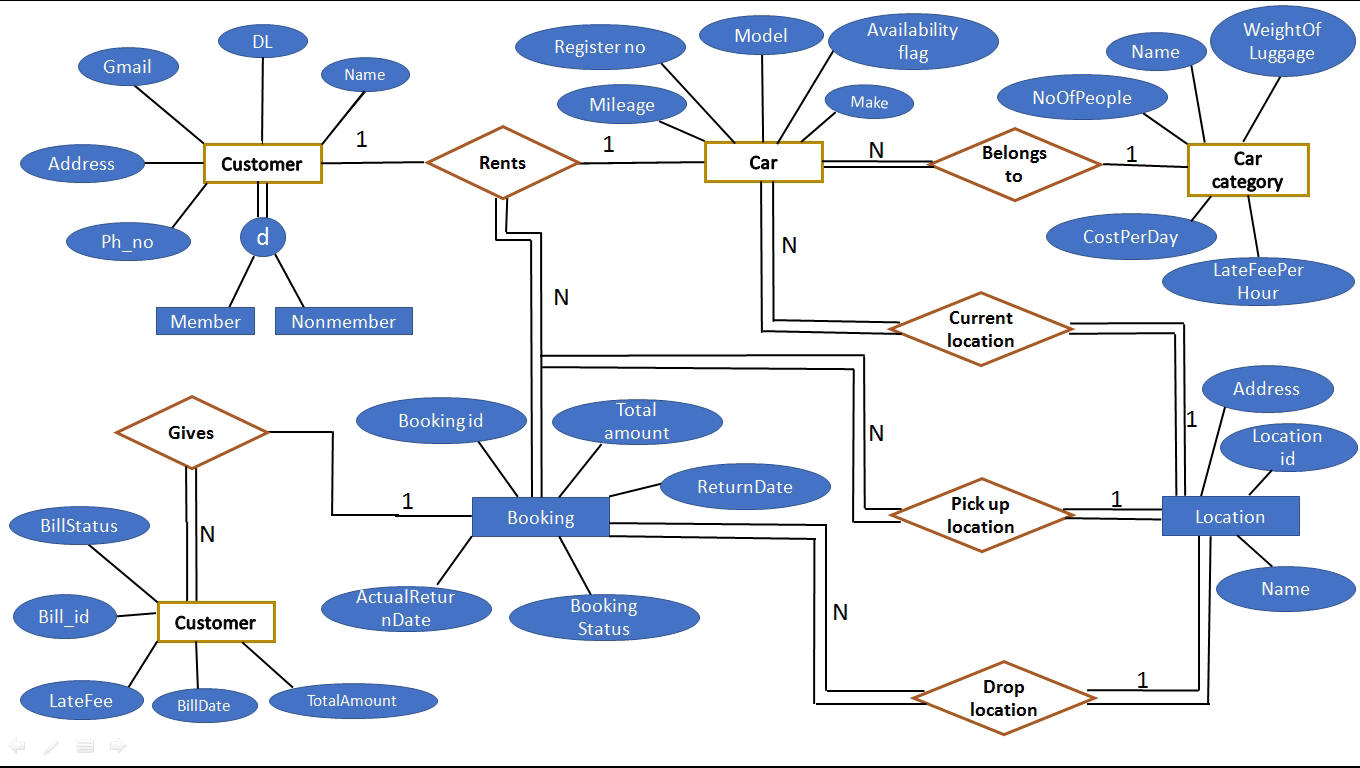 DL
Gmail
Name
Address
Customer
Ph_no
d
Member
Nonmember
1
Rents
1
N
Register no
Model
Availability
flag
Mileage
Make
Car
N
Belongs
to
1
Name
WeightOf
Luggage
NoOfPeople
Car
category
CostPerDay
LateFeePer
Hour
N
Current
location
1
Gives
1
N
Booking id
Total
amount
ReturnDate
Booking
ActualRetur
nDate
Booking
Status
N
Pick up
location
1
Address
Location
id
Location
Name
N
Drop
location
1
BillStatus
Bill_id
Customer
LateFee
BillDate
TotalAmount